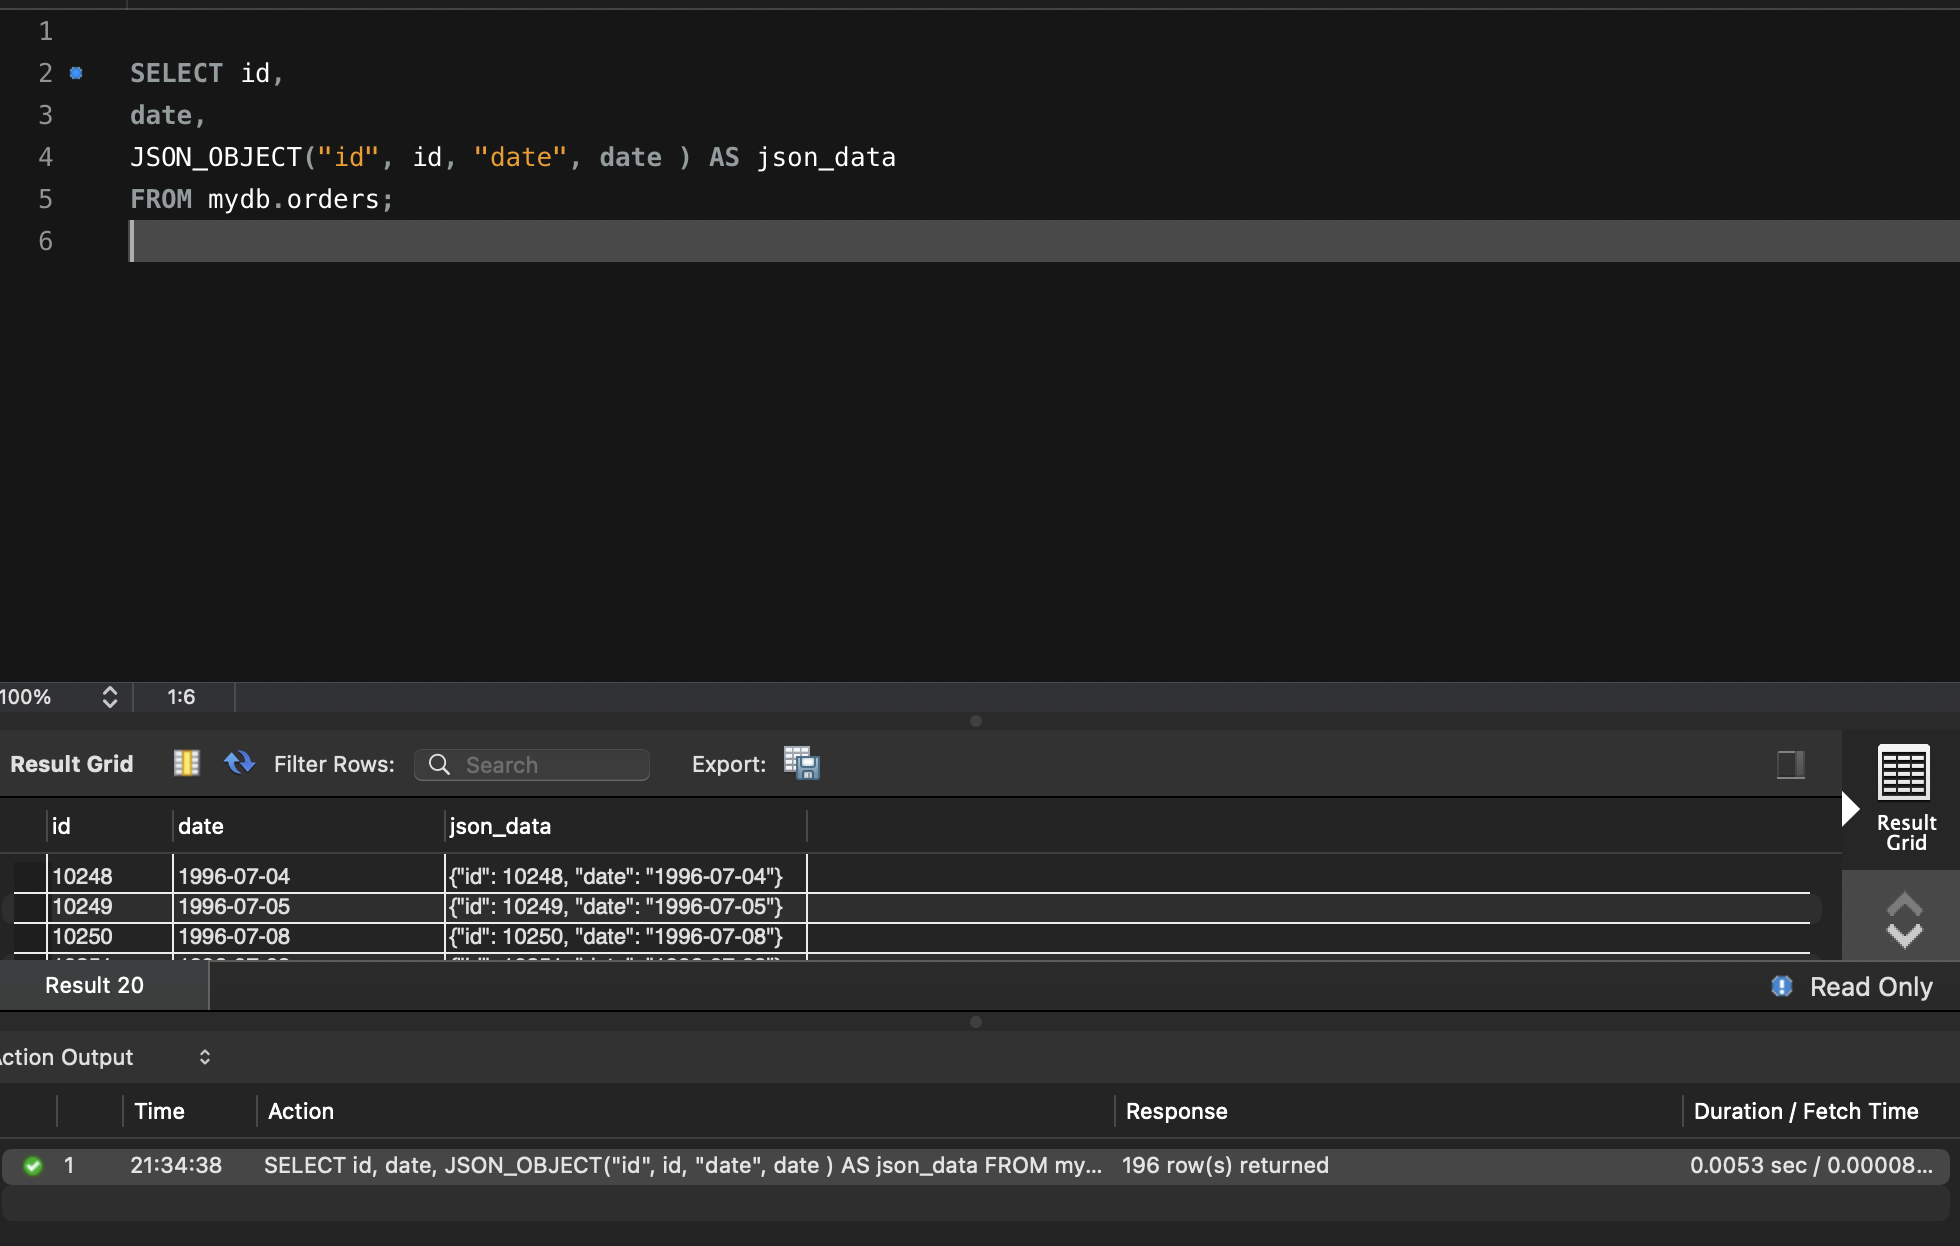 1
2 SELECT id,
3 date,
4 JSON_OBJECT("id", id, "date", date ) AS json_data
5 FROM mydb.orders;
6
100% 1:6
Result Grid Filter Rows: Search Export:
Result Grid
id date json_data
10248 1996-07-04 {"id": 10248, "date": "1996-07-04"}
10249 1996-07-05 {"id": 10249, "date": "1996-07-05"}
10250 1996-07-08 {"id": 10250, "date": "1996-07-08"}
Result 20 Read Only
ction Output
Time Action Response Duration / Fetch Time
1 21:34:38 SELECT id, date, JSON_OBJECT("id", id, "date", date ) AS json_data FROM my... 196 row(s) returned 0.0053 sec / 0.00008...